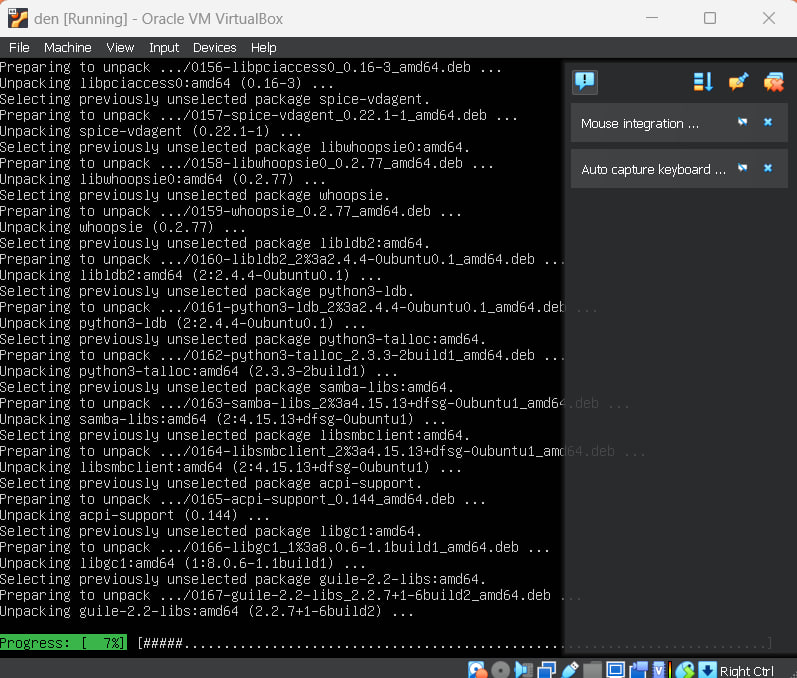 den [Running] - Oracle VM VirtualBox
File Machine View Input Devices Help
Preparing to unpack .../0156-libpciaccess0_0.16-3_amd64.deb ...
Unpacking libpciaccess0:amd64 (0.16-3) ...
Selecting previously unselected package spice-vdagent.
Preparing to unpack .../0157-spice-vdagent_0.22.1-1_amd64.deb ...
Unpacking spice-vdagent (0.22.1-1) ...
Selecting previously unselected package libwhoopsie0:amd64.
Preparing to unpack .../0158-libwhoopsie0_0.2.77_amd64.deb ...
Unpacking libwhoopsie0:amd64 (0.2.77) ...
Selecting previously unselected package whoopsie.
Preparing to unpack .../0159-whoopsie_0.2.77_amd64.deb ...
Unpacking whoopsie (0.2.77) ...
Selecting previously unselected package libldb2:amd64.
Preparing to unpack .../0160-libldb2_2%3a2.4.4-0ubuntu0.1_amd64.deb ...
Unpacking libldb2:amd64 (2:2.4.4-0ubuntu0.1) ...
Selecting previously unselected package python3-ldb.
Preparing to unpack .../0161-python3-ldb_2%3a2.4.4-0ubuntu0.1_amd64.deb ...
Unpacking python3-ldb (2:2.4.4-0ubuntu0.1) ...
Selecting previously unselected package python3-talloc:amd64.
Preparing to unpack .../0162-python3-talloc_2.3.3-2build1_amd64.deb ...
Unpacking python3-talloc:amd64 (2.3.3-2build1) ...
Selecting previously unselected package samba-libs:amd64.
Preparing to unpack .../0163-samba-libs_2%3a4.15.13+dfsg-0ubuntu1_amd64.deb ...
Unpacking samba-libs:amd64 (2:4.15.13+dfsg-0ubuntu1) ...
Selecting previously unselected package libsmbclient:amd64.
Preparing to unpack .../0164-libsmbclient_2%3a4.15.13+dfsg-0ubuntu1_amd64.deb ...
Unpacking libsmbclient:amd64 (2:4.15.13+dfsg-0ubuntu1) ...
Selecting previously unselected package acpi-support.
Preparing to unpack .../0165-acpi-support_0.144_amd64.deb ...
Unpacking acpi-support (0.144) ...
Selecting previously unselected package libgc1:amd64.
Preparing to unpack .../0166-libgc1_1%3a8.0.6-1.1build1_amd64.deb ...
Unpacking libgc1:amd64 (1:8.0.6-1.1build1) ...
Selecting previously unselected package guile-2.2-libs:amd64.
Preparing to unpack .../0167-guile-2.2-libs_2.2.7+1-6build2_amd64.deb ...
Unpacking guile-2.2-libs:amd64 (2.2.7+1-6build2) ...
Progress: [  7%] [#####..........................................................................]
Mouse integration ...
Auto capture keyboard ...
Right Ctrl